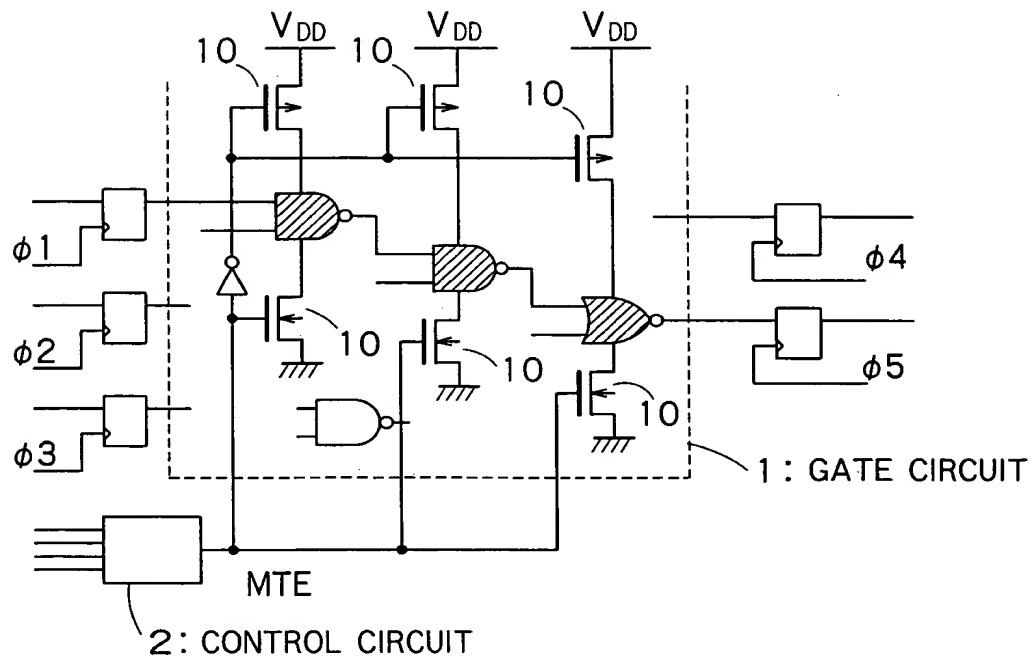 VDD VDD VDD
10 10 10
ϕ1 ϕ4
10
ϕ2 10 ϕ5
10
ϕ3
1: GATE CIRCUIT
MTE
2: CONTROL CIRCUIT